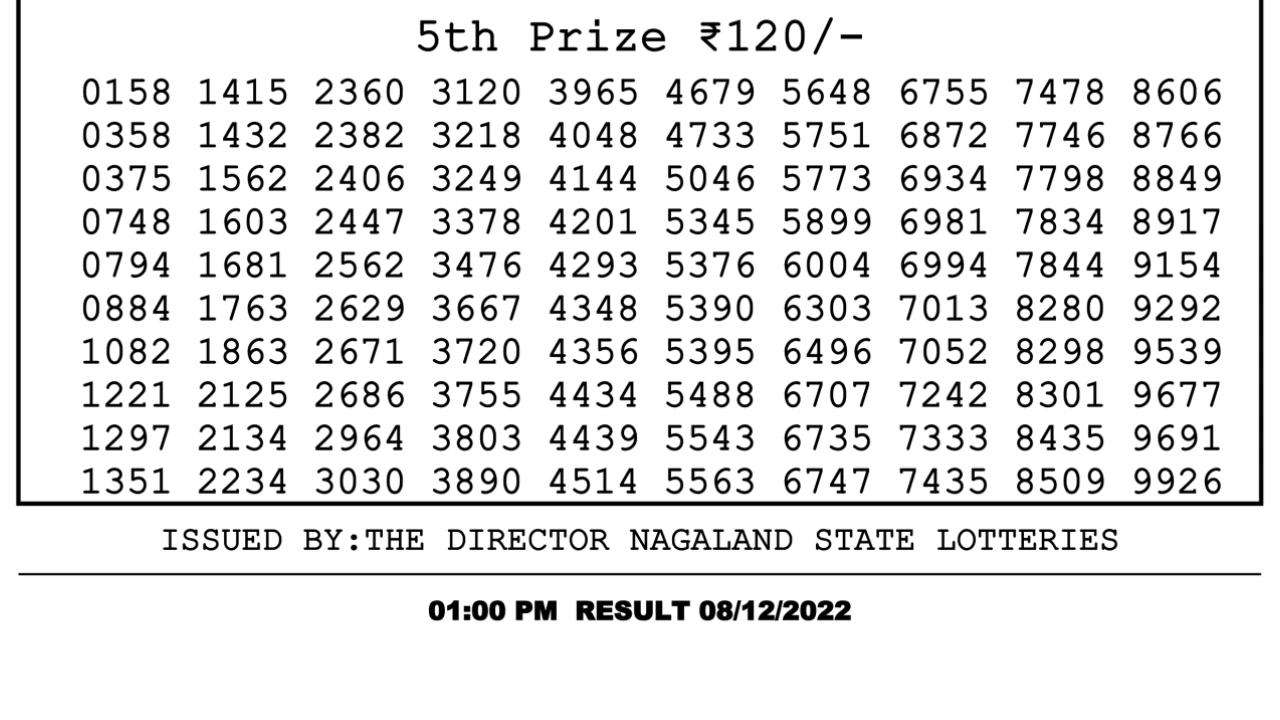 5th Prize ₹120/-
0158 1415 2360 3120 3965 4679 5648 6755 7478 8606
0358 1432 2382 3218 4048 4733 5751 6872 7746 8766
0375 1562 2406 3249 4144 5046 5773 6934 7798 8849
0748 1603 2447 3378 4201 5345 5899 6981 7834 8917
0794 1681 2562 3476 4293 5376 6004 6994 7844 9154
0884 1763 2629 3667 4348 5390 6303 7013 8280 9292
1082 1863 2671 3720 4356 5395 6496 7052 8298 9539
1221 2125 2686 3755 4434 5488 6707 7242 8301 9677
1297 2134 2964 3803 4439 5543 6735 7333 8435 9691
1351 2234 3030 3890 4514 5563 6747 7435 8509 9926
ISSUED BY:THE DIRECTOR NAGALAND STATE LOTTERIES
01:00 PM RESULT 08/12/2022